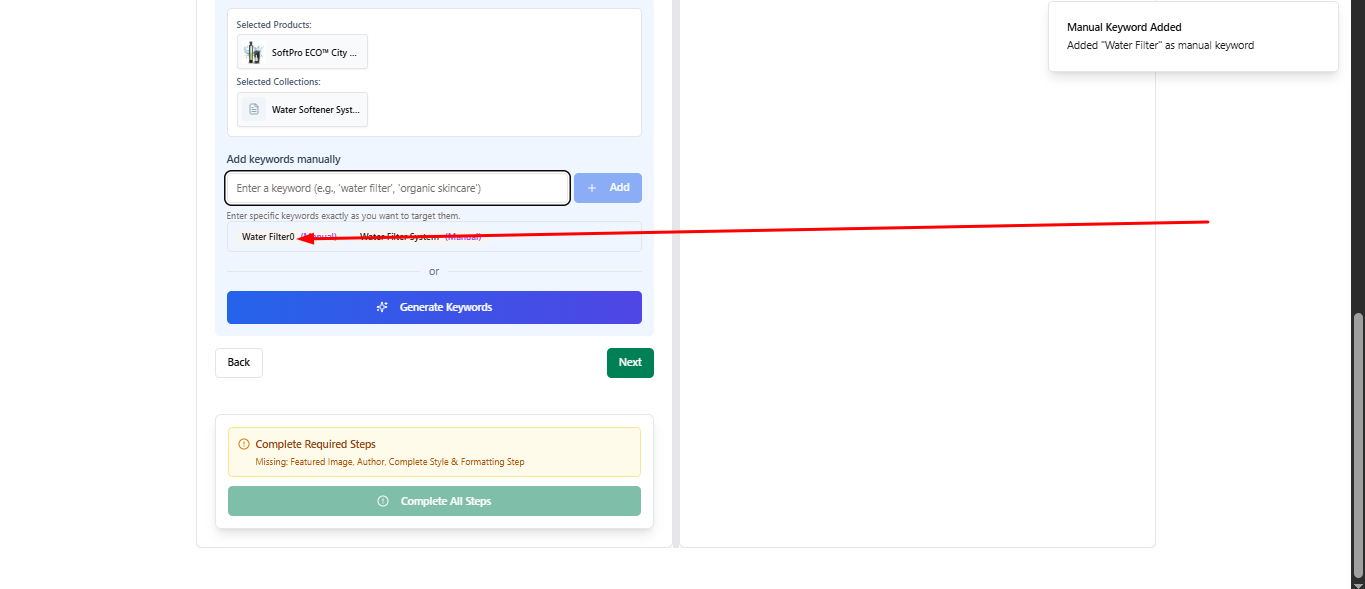 Manual Keyword Added
Added "Water Filter" as manual keyword
Selected Products:
SoftPro ECO™ City ...
Selected Collections:
Water Softener Syst...
Add keywords manually
Enter a keyword (e.g., 'water filter', 'organic skincare')
+ Add
Enter specific keywords exactly as you want to target them.
Water Filter0 (Manual) Water Filter System (Manual)
or
Generate Keywords
Back
Next
Complete Required Steps
Missing: Featured Image, Author, Complete Style & Formatting Step
Complete All Steps